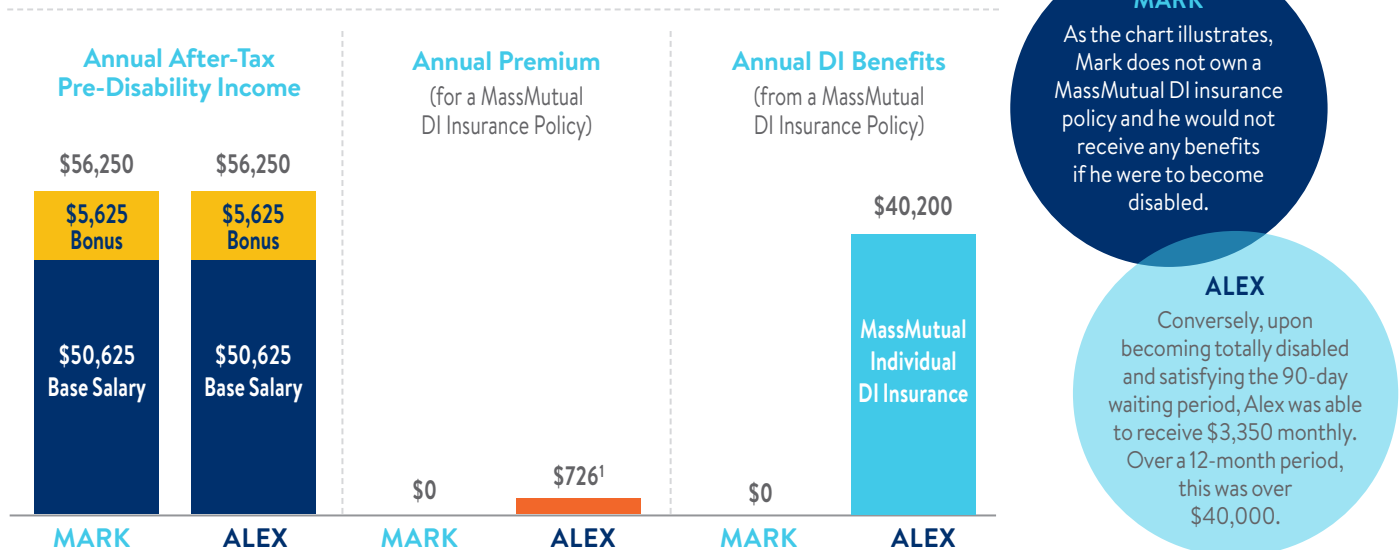 Annual After-Tax
Pre-Disability Income
$56,250
$56,250
$5,625
Bonus
$5,625
Bonus
$50,625
Base Salary
$50,625
Base Salary
MARK
ALEX
Annual Premium
(for a MassMutual
DI Insurance Policy)
$0
$726¹
MARK
ALEX
Annual DI Benefits
(from a MassMutual
DI Insurance Policy)
$0
$40,200
MassMutual
Individual
DI Insurance
MARK
ALEX
MARK
As the chart illustrates,
Mark does not own a
MassMutual DI insurance
policy and he would not
receive any benefits
if he were to become
disabled.
ALEX
Conversely, upon
becoming totally disabled
and satisfying the 90-day
waiting period, Alex was able
to receive $3,350 monthly.
Over a 12-month period,
this was over
$40,000.